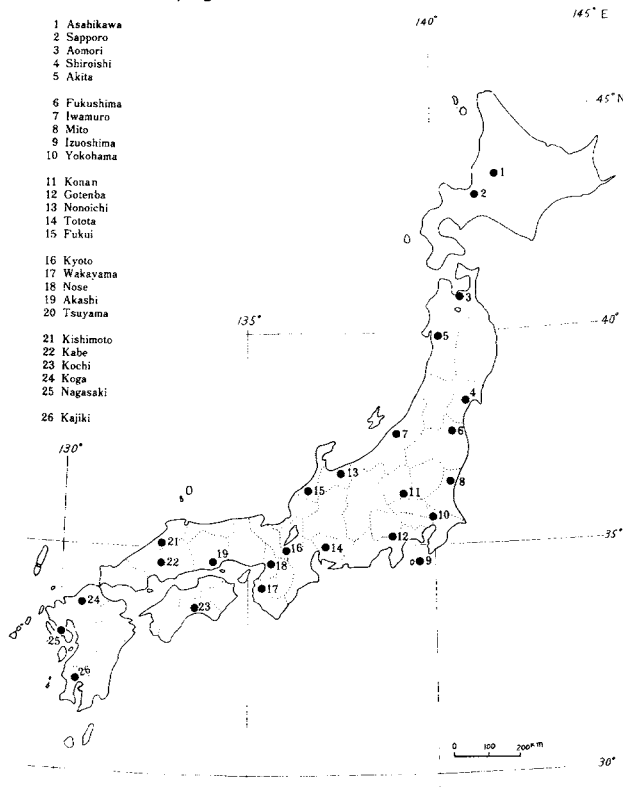 1 Asahikawa
2 Sapporo
3 Aomori
4 Shiroishi
5 Akita
6 Fukushima
7 Iwamuro
8 Mito
9 Izuoshima
10 Yokohama
11 Konan
12 Gotenba
13 Nonoichi
14 Totota
15 Fukui
16 Kyoto
17 Wakayama
18 Nose
19 Akashi
20 Tsuyama
21 Kishimoto
22 Kabe
23 Kochi
24 Koga
25 Nagasaki
26 Kajiki
140°
145° E
45° N
1
2
3
135°
40°
5
4
7
6
130°
13
15
11
8
10
21
16
14
12
35°
22
19
18
9
17
24
23
25
26
0 100 200km
30°